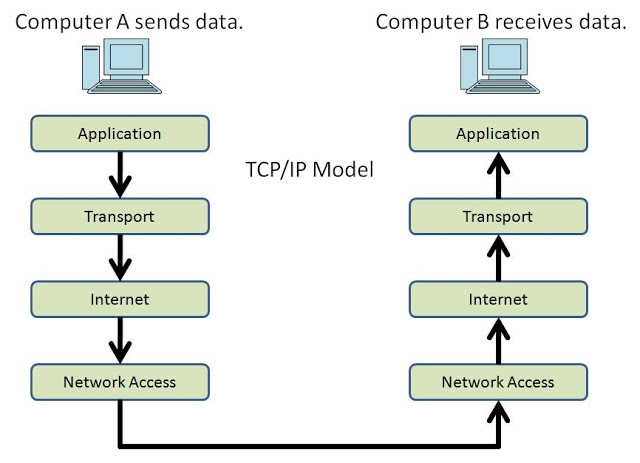 Computer A sends data.
Computer B receives data.
TCP/IP Model
Application
Transport
Internet
Network Access
Application
Transport
Internet
Network Access